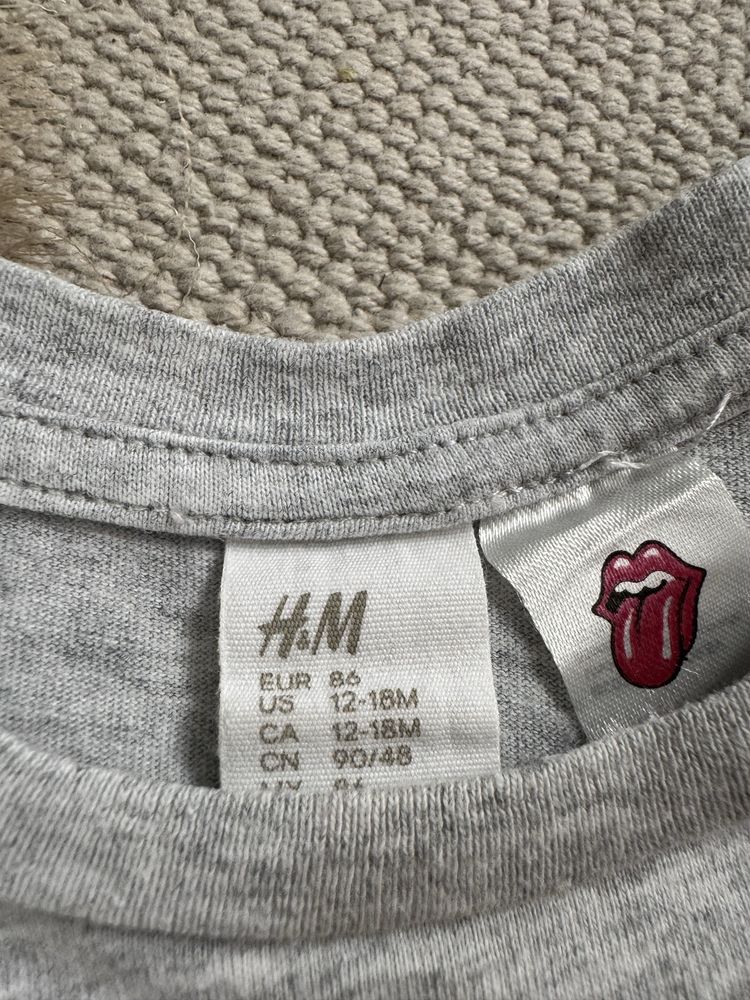 H&M
EUR 86
US 12-18M
CA 12-18M
CN 90/48